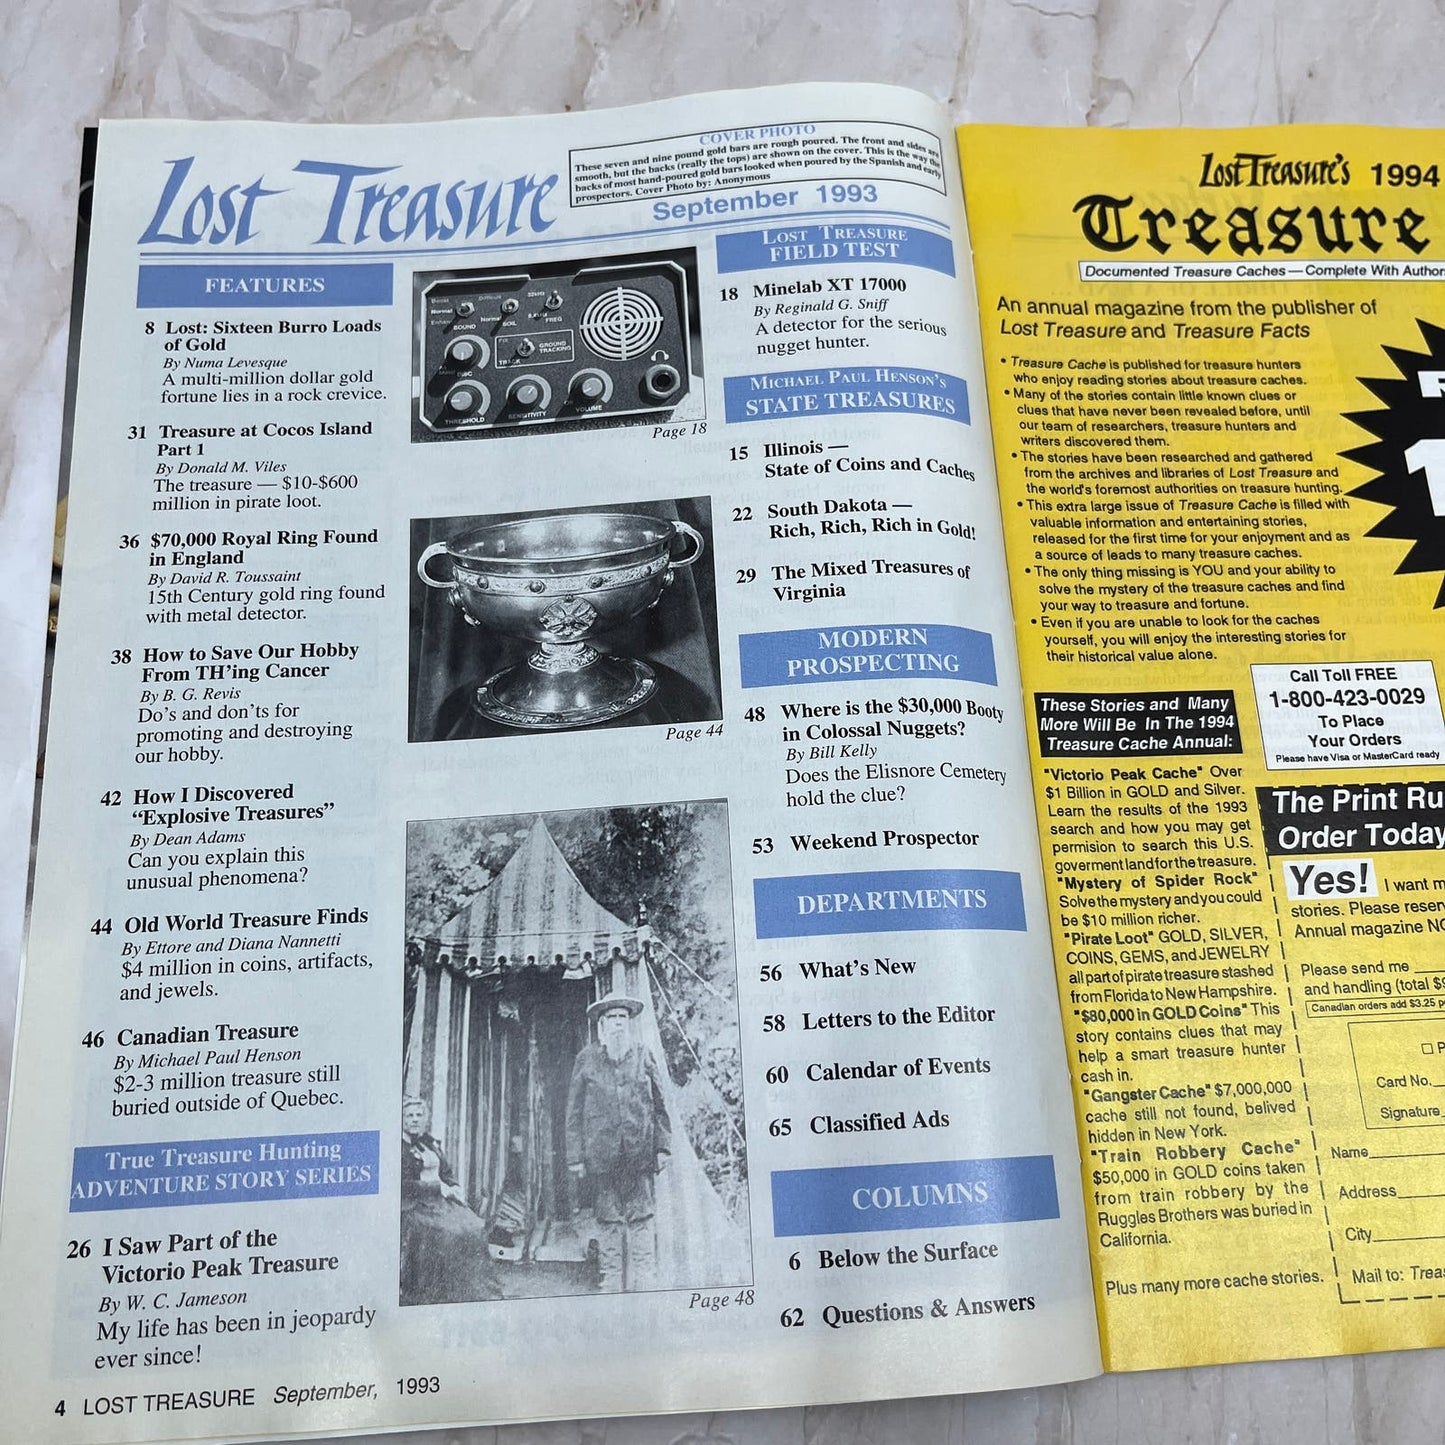 Lost Treasure
COVER PHOTO
These seven and nine pound gold bars are rough poured. The front and sides are
smooth, but the backs (really the tops) are shown on the cover. This is the way the
backs of most hand-poured gold bars looked when poured by the Spanish and early
prospectors. Cover Photo by: Anonymous
September 1993
FEATURES
8 Lost: Sixteen Burro Loads
of Gold
By Numa Levesque
A multi-million dollar gold
fortune lies in a rock crevice.
31 Treasure at Cocos Island
Part 1
By Donald M. Viles
The treasure — $10-$600
million in pirate loot.
36 $70,000 Royal Ring Found
in England
By David R. Toussaint
15th Century gold ring found
with metal detector.
38 How to Save Our Hobby
From TH'ing Cancer
By B. G. Revis
Do's and don'ts for
promoting and destroying
our hobby.
42 How I Discovered
“Explosive Treasures”
By Dean Adams
Can you explain this
unusual phenomena?
44 Old World Treasure Finds
By Ettore and Diana Nannetti
$4 million in coins, artifacts,
and jewels.
46 Canadian Treasure
By Michael Paul Henson
$2-3 million treasure still
buried outside of Quebec.
True Treasure Hunting
ADVENTURE STORY SERIES
26 I Saw Part of the
Victorio Peak Treasure
By W. C. Jameson
My life has been in jeopardy
ever since!
4 LOST TREASURE September, 1993
Boost
Normal
SOUND
Difficult
Normal
SOIL
32kHz
FREQ
Fix
TRACK
GROUND
TRACKING
DISC
THRESHOLD
SENSITIVITY
VOLUME
Page 18
Page 44
Page 48
LOST TREASURE
FIELD TEST
18 Minelab XT 17000
By Reginald G. Sniff
A detector for the serious
nugget hunter.
MICHAEL PAUL HENSON'S
STATE TREASURES
15 Illinois —
State of Coins and Caches
22 South Dakota —
Rich, Rich, Rich in Gold!
29 The Mixed Treasures of
Virginia
MODERN
PROSPECTING
48 Where is the $30,000 Booty
in Colossal Nuggets?
By Bill Kelly
Does the Elisnore Cemetery
hold the clue?
53 Weekend Prospector
DEPARTMENTS
56 What's New
58 Letters to the Editor
60 Calendar of Events
65 Classified Ads
COLUMNS
6 Below the Surface
62 Questions & Answers
Lost Treasure's 1994
Treasure
Documented Treasure Caches — Complete With Author
An annual magazine from the publisher of
Lost Treasure and Treasure Facts
• Treasure Cache is published for treasure hunters
who enjoy reading stories about treasure caches.
• Many of the stories contain little known clues or
clues that have never been revealed before, until
our team of researchers, treasure hunters and
writers discovered them.
• The stories have been researched and gathered
from the archives and libraries of Lost Treasure and
the world's foremost authorities on treasure hunting.
• This extra large issue of Treasure Cache is filled with
valuable information and entertaining stories,
released for the first time for your enjoyment and as
a source of leads to many treasure caches.
• The only thing missing is YOU and your ability to
solve the mystery of the treasure caches and find
your way to treasure and fortune.
• Even if you are unable to look for the caches
yourself, you will enjoy the interesting stories for
their historical value alone.
These Stories and Many
More Will Be In The 1994
Treasure Cache Annual:
"Victorio Peak Cache" Over
$1 Billion in GOLD and Silver.
Learn the results of the 1993
search and how you may get
permision to search this U.S.
goverment land for the treasure.
"Mystery of Spider Rock"
Solve the mystery and you could
be $10 million richer.
"Pirate Loot" GOLD, SILVER,
COINS, GEMS, and JEWELRY
all part of pirate treasure stashed
from Florida to New Hampshire.
"$80,000 in GOLD Coins" This
story contains clues that may
help a smart treasure hunter
cash in.
"Gangster Cache" $7,000,000
cache still not found, belived
hidden in New York.
"Train Robbery Cache"
$50,000 in GOLD coins taken
from train robbery by the
Ruggles Brothers was buried in
California.
Plus many more cache stories.
Call Toll FREE
1-800-423-0029
To Place
Your Orders
Please have Visa or MasterCard ready
The Print Ru
Order Today
Yes! I want m
stories. Please reser
Annual magazine NO
Please send me
and handling (total $
Canadian orders add $3.25 p
Card No.
Signature
Name
Address
City
Mail to: Treas